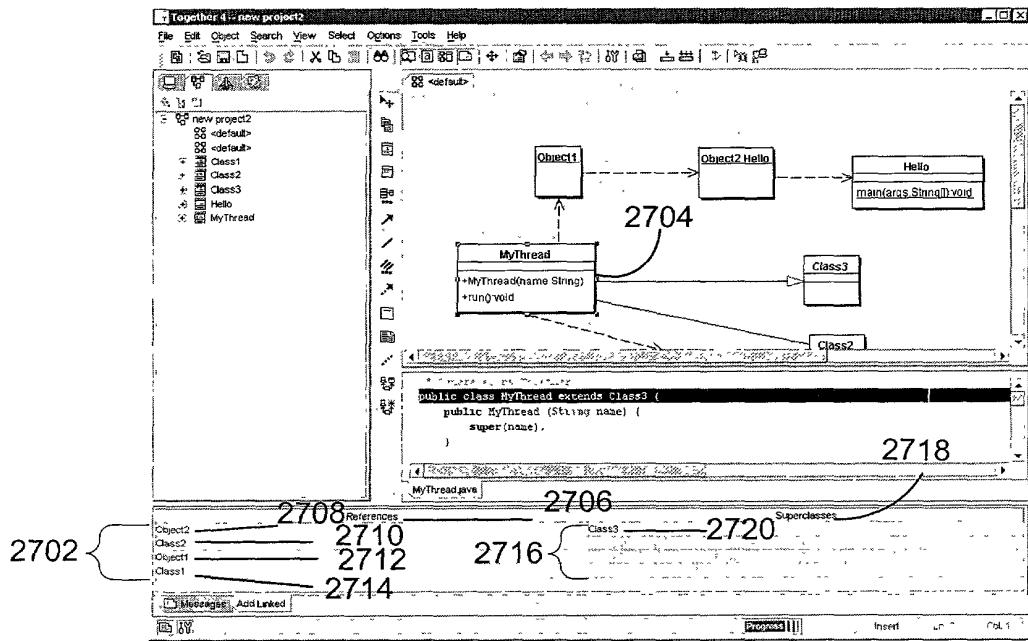 Together 4 - new project2
File Edit Object Search View Select Options Tools Help
<default>
new project2
<default>
<default>
Class1
Class2
Class3
Hello
MyThread
Object1
Object2 Hello
Hello
main(args String[]) void
2704
MyThread
+MyThread(name String)
+run() void
Class3
Class2
public class MyThread extends Class3 {
public MyThread (String name) {
super(name),
}
2718
MyThread.java
2706
2708 References
Superclasses
2702
Object2
Class2 2710
Object1 2712
Class1 2714
2716
Class3 2720
Messages Add Linked
Progress
Insert
Col. 1